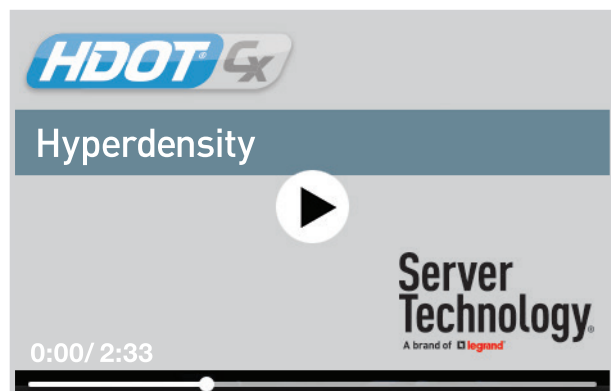 HDOT® Cx
Hyperdensity
Server
Technology®
A brand of legrand®
0:00/ 2:33